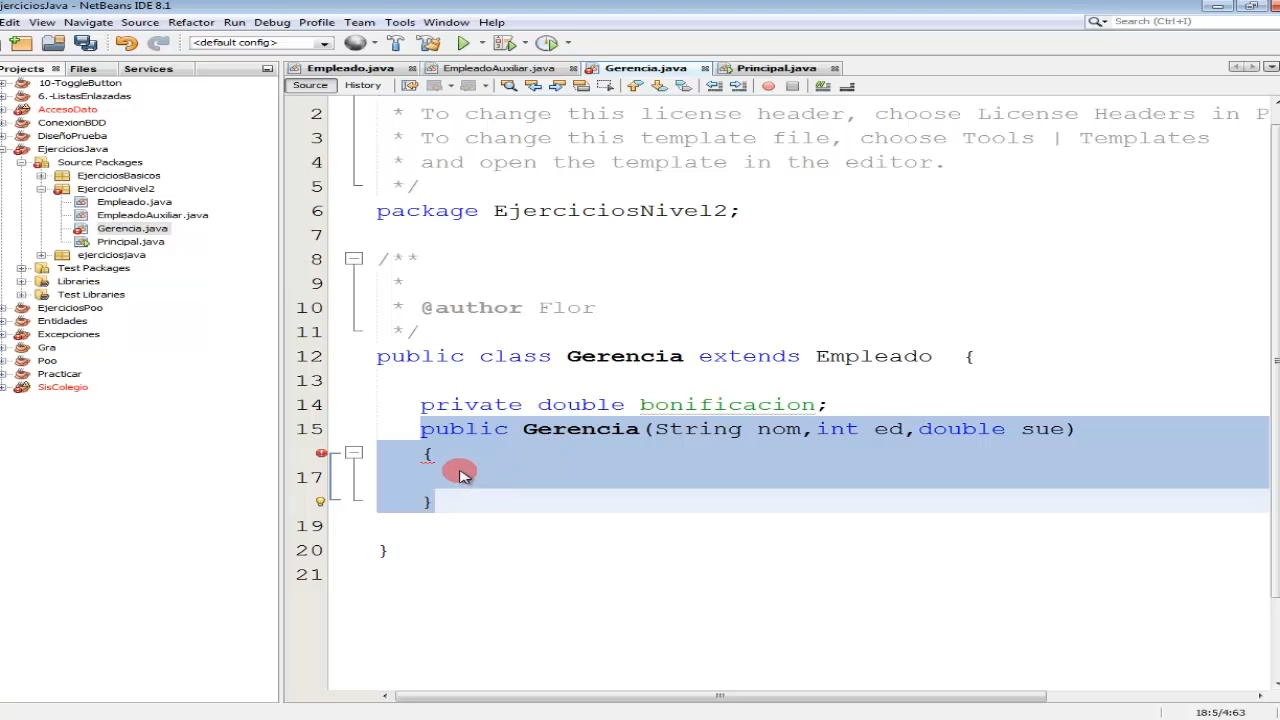 EjerciciosJava - NetBeans IDE 8.1
Edit View Navigate Source Refactor Run Debug Profile Team Tools Window Help
Search (Ctrl+I)
<default config>
Projects Files Services
Empleado.java EmpleadoAuxiliar.java Gerencia.java Principal.java
Source History
10-ToggleButton
6.-ListasEnlazadas
AccesoDato
ConexionBDD
DiseñoPrueba
EjerciciosJava
Source Packages
EjerciciosBasicos
EjerciciosNivel2
Empleado.java
EmpleadoAuxiliar.java
Gerencia.java
Principal.java
ejerciciosjava
Test Packages
Libraries
Test Libraries
EjerciciosPoo
Entidades
Excepciones
Gra
Poo
Practicar
SisColegio
2 * To change this license header, choose License Headers in P
3 * To change this template file, choose Tools | Templates
4 * and open the template in the editor.
5 */
6 package EjerciciosNivel2;
7
8 /**
9 *
10 * @author Flor
11 */
12 public class Gerencia extends Empleado {
13
14 private double bonificacion;
15 public Gerencia(String nom,int ed,double sue)
{
17
}
19
20 }
21
18:5/4:63